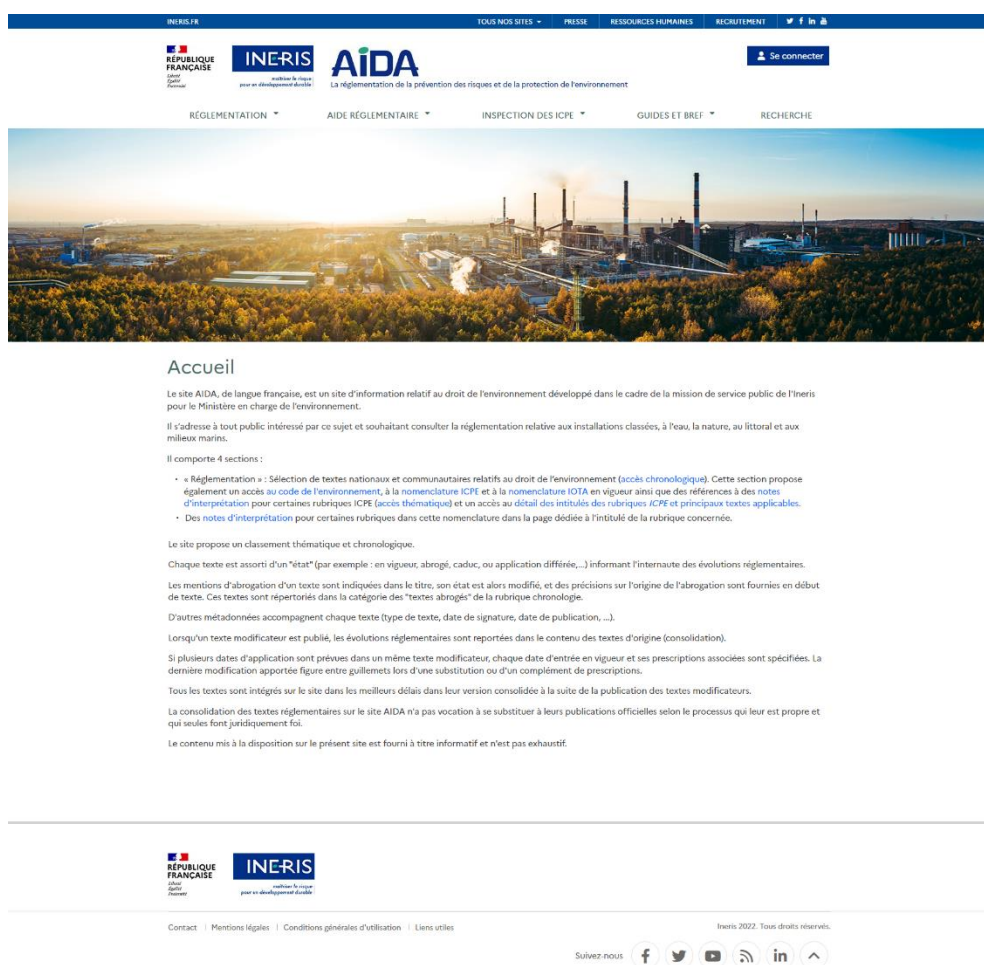 INERIS.FR
TOUS NOS SITES
PRESSE
RESSOURCES HUMAINES
RECRUTEMENT
RÉPUBLIQUE
FRANÇAISE
Liberté
Égalité
Fraternité
INERIS
maîtriser le risque
pour un développement durable
AiDA
La réglementation de la prévention des risques et de la protection de l'environnement
Se connecter
RÉGLEMENTATION
AIDE RÉGLEMENTAIRE
INSPECTION DES ICPE
GUIDES ET BREF
RECHERCHE
Accueil
Le site AIDA, de langue française, est un site d'information relatif au droit de l'environnement développé dans le cadre de la mission de service public de l'Ineris
pour le Ministère en charge de l'environnement.
Il s'adresse à tout public intéressé par ce sujet et souhaitant consulter la réglementation relative aux installations classées, à l'eau, la nature, au littoral et aux
milieux marins.
Il comporte 4 sections :
• « Réglementation » : Sélection de textes nationaux et communautaires relatifs au droit de l'environnement (accès chronologique). Cette section propose
également un accès au code de l'environnement, à la nomenclature ICPE et à la nomenclature IOTA en vigueur ainsi que des références à des notes
d'interprétation pour certaines rubriques ICPE (accès thématique) et un accès au détail des intitulés des rubriques ICPE et principaux textes applicables.
• Des notes d'interprétation pour certaines rubriques dans cette nomenclature dans la page dédiée à l'intitulé de la rubrique concernée.
Le site propose un classement thématique et chronologique.
Chaque texte est assorti d'un "état" (par exemple : en vigueur, abrogé, caduc, ou application différée,...) informant l'internaute des évolutions réglementaires.
Les mentions d'abrogation d'un texte sont indiquées dans le titre, son état est alors modifié, et des précisions sur l'origine de l'abrogation sont fournies en début
de texte. Ces textes sont répertoriés dans la catégorie des "textes abrogés" de la rubrique chronologie.
D'autres métadonnées accompagnent chaque texte (type de texte, date de signature, date de publication, ...).
Lorsqu'un texte modificateur est publié, les évolutions réglementaires sont reportées dans le contenu des textes d'origine (consolidation).
Si plusieurs dates d'application sont prévues dans un même texte modificateur, chaque date d'entrée en vigueur et ses prescriptions associées sont spécifiées. La
dernière modification apportée figure entre guillemets lors d'une substitution ou d'un complément de prescriptions.
Tous les textes sont intégrés sur le site dans les meilleurs délais dans leur version consolidée à la suite de la publication des textes modificateurs.
La consolidation des textes réglementaires sur le site AIDA n'a pas vocation à se substituer à leurs publications officielles selon le processus qui leur est propre et
qui seules font juridiquement foi.
Le contenu mis à la disposition sur le présent site est fourni à titre informatif et n'est pas exhaustif.
RÉPUBLIQUE
FRANÇAISE
Liberté
Égalité
Fraternité
INERIS
maîtriser le risque
pour un développement durable
Contact | Mentions légales | Conditions générales d'utilisation | Liens utiles
Ineris 2022. Tous droits réservés.
Suivez-nous